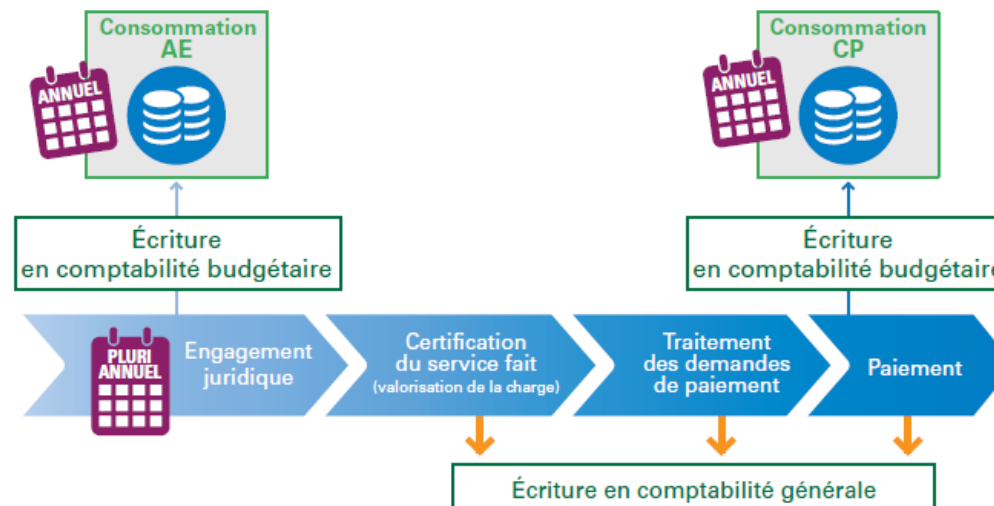 Consommation
AE
ANNUEL
Consommation
CP
ANNUEL
Écriture
en comptabilité budgétaire
Écriture
en comptabilité budgétaire
PLURI
ANNUEL
Engagement
juridique
Certification
du service fait
(valorisation de la charge)
Traitement
des demandes
de paiement
Paiement
Écriture en comptabilité générale